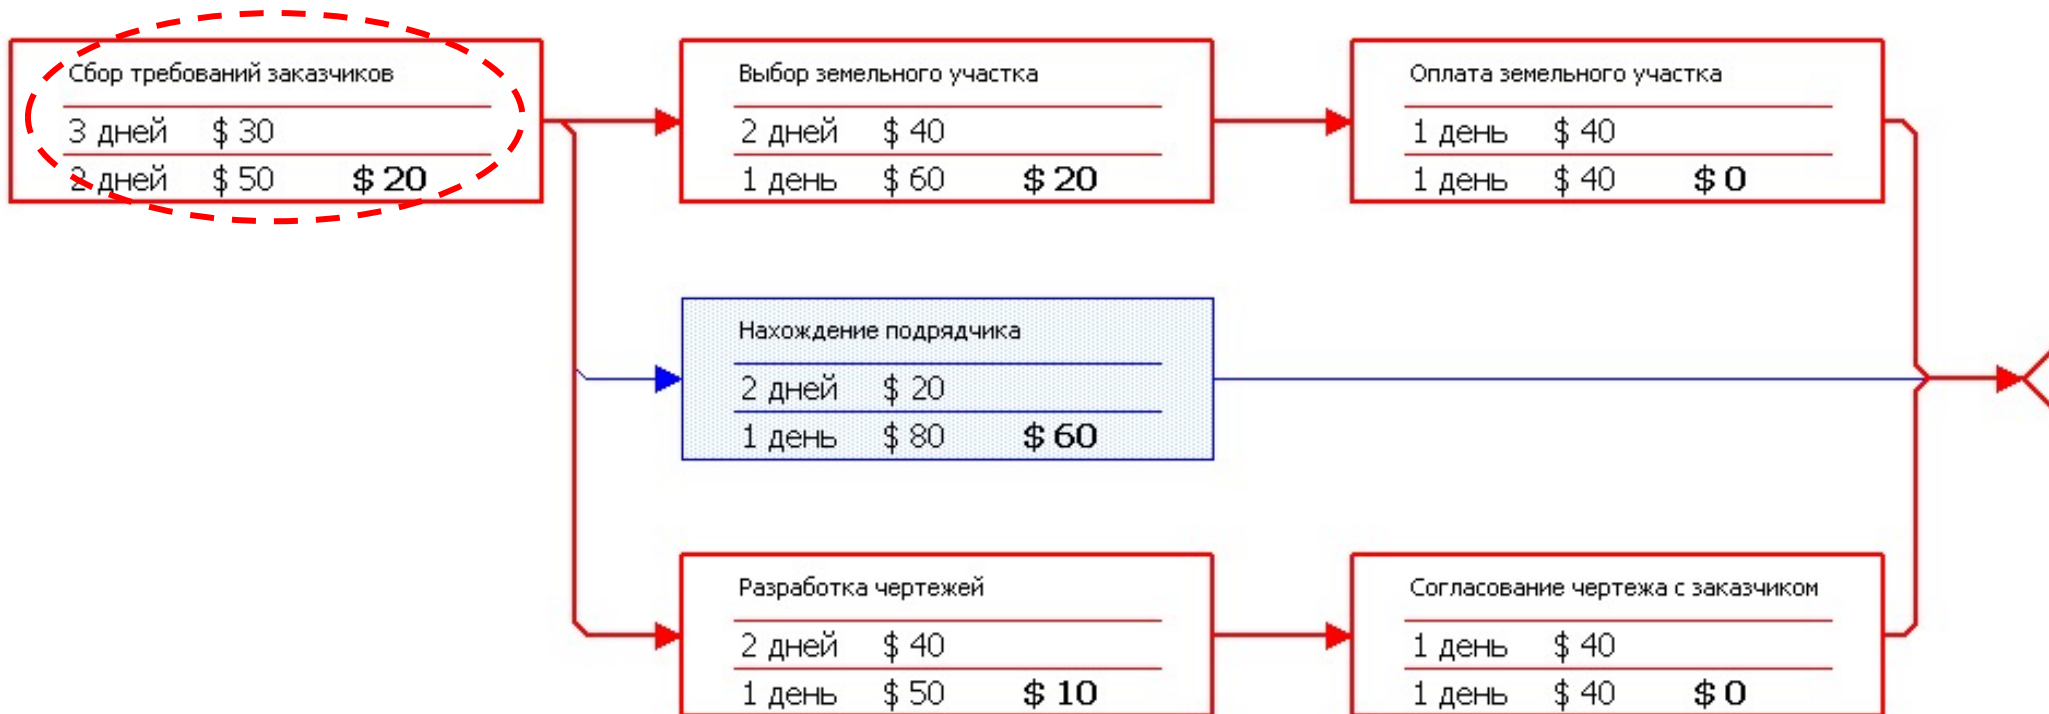 Сбор требований заказчиков
3 дней $ 30
2 дней $ 50 $ 20
Выбор земельного участка
2 дней $ 40
1 день $ 60 $ 20
Оплата земельного участка
1 день $ 40
1 день $ 40 $ 0
Нахождение подрядчика
2 дней $ 20
1 день $ 80 $ 60
Разработка чертежей
2 дней $ 40
1 день $ 50 $ 10
Согласование чертежа с заказчиком
1 день $ 40
1 день $ 40 $ 0